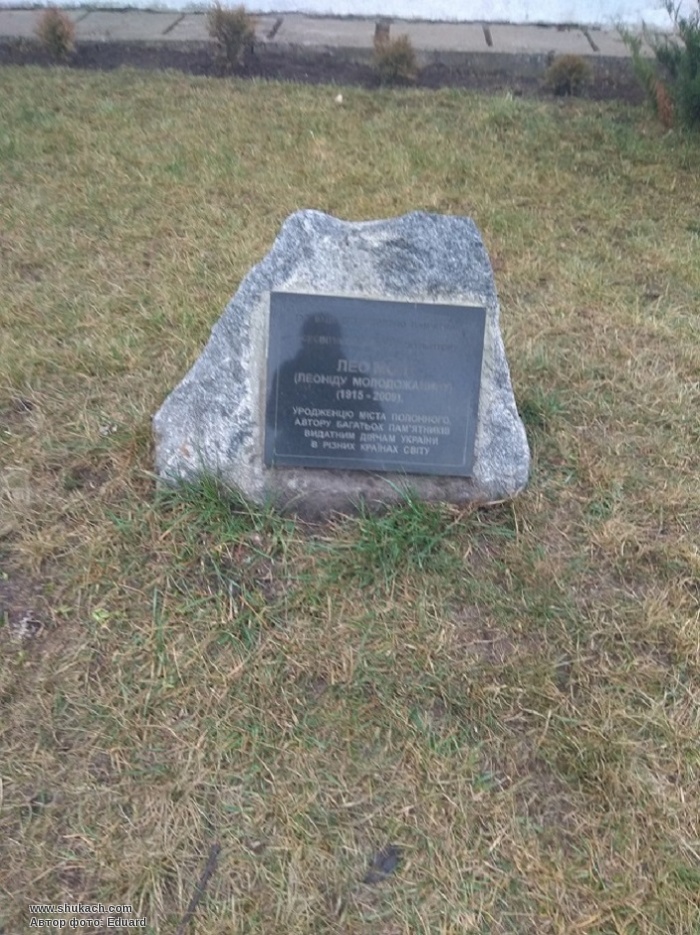 ЛЕО МОЛ
(ЛЕОНІДУ МОЛОДОЖАНИНУ)
(1915 - 2009),
УРОДЖЕНЦЮ МІСТА ПОЛОННОГО,
АВТОРУ БАГАТЬОХ ПАМ'ЯТНИКІВ
ВИДАТНИМ ДІЯЧАМ УКРАЇНИ
В РІЗНИХ КРАЇНАХ СВІТУ
www.shukach.com
Автор фото: Eduard